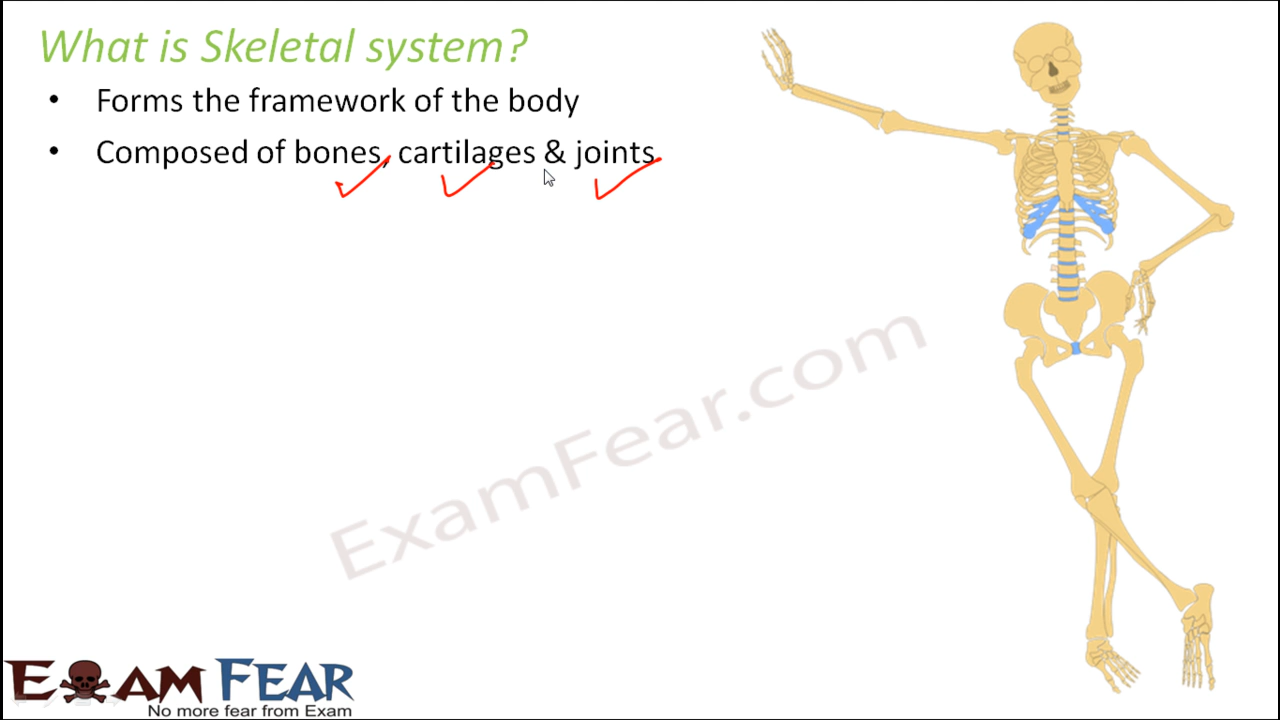 What is Skeletal system?
• Forms the framework of the body
• Composed of bones, cartilages & joints
ExamFear.com
EXAM FEAR
No more fear from Exam